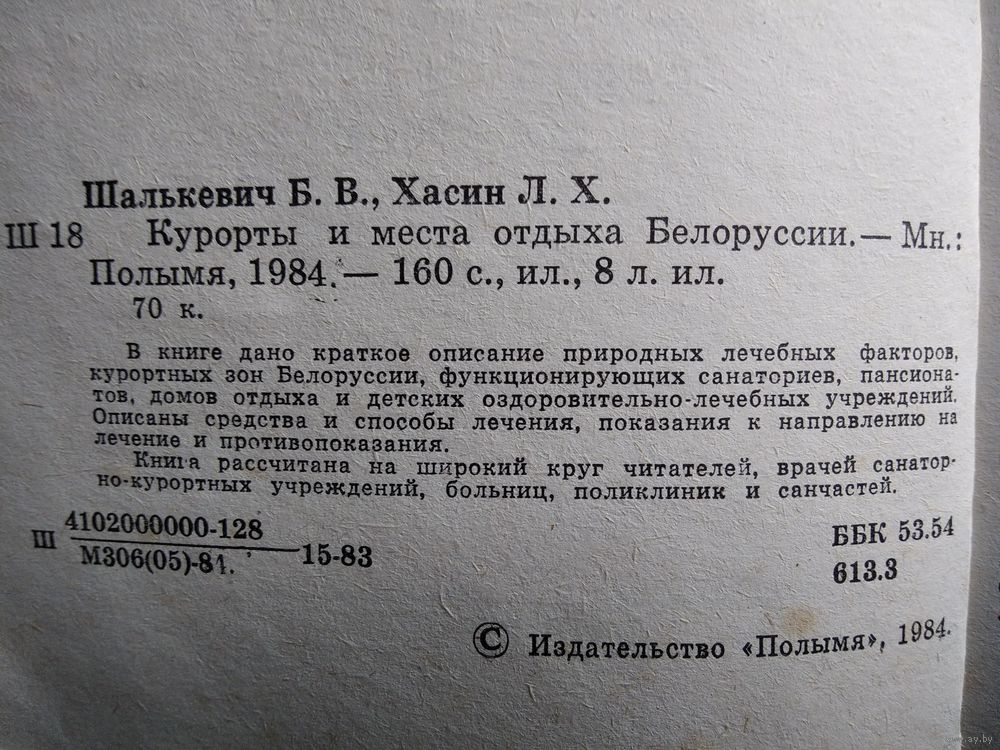 Шалькевич Б. В., Хасин Л. Х.
Ш 18 Курорты и места отдыха Белоруссии.— Мн.:
Полымя, 1984.— 160 с., ил., 8 л. ил.
70 к.
В книге дано краткое описание природных лечебных факторов,
курортных зон Белоруссии, функционирующих санаториев, пансиона-
тов, домов отдыха и детских оздоровительно-лечебных учреждений.
Описаны средства и способы лечения, показания к направлению на
лечение и противопоказания.
Книга рассчитана на широкий круг читателей, врачей санатор-
но-курортных учреждений, больниц, поликлиник и санчастей.
Ш 4102000000-128
М306(05)-84. 15-83
ББК 53.54
613.3
© Издательство «Полымя», 1984.
www.ay.by